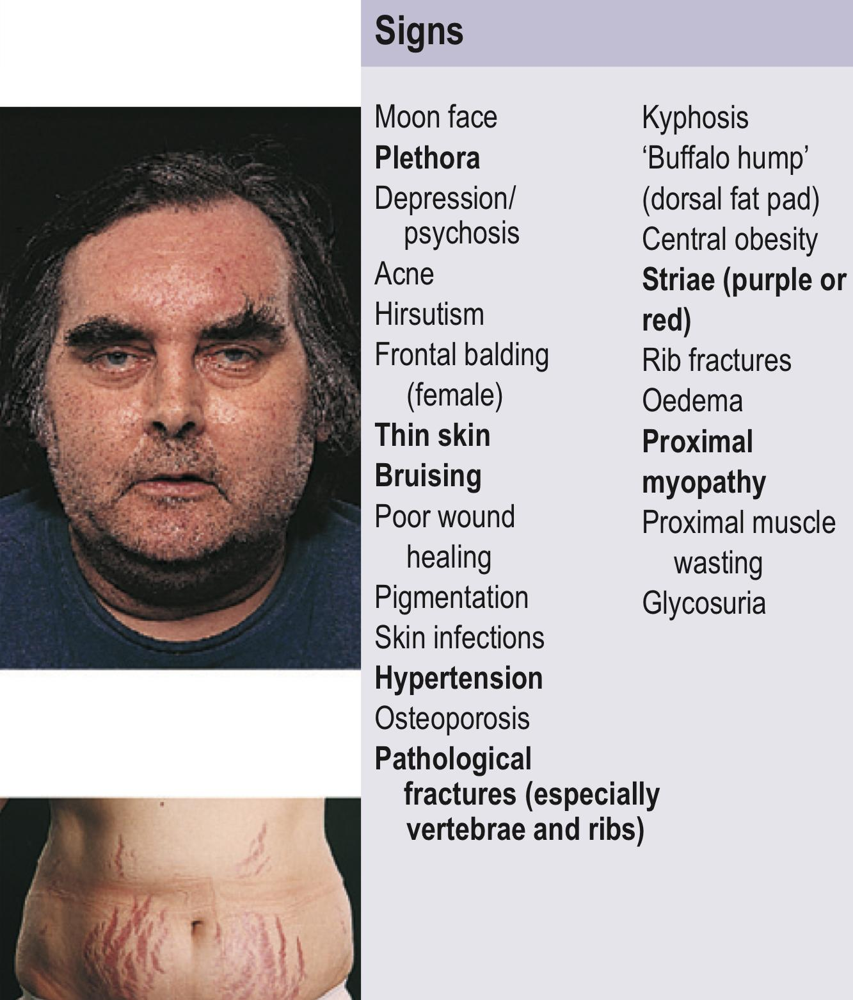 Signs
Moon face
Plethora
Depression/
psychosis
Acne
Hirsutism
Frontal balding
(female)
Thin skin
Bruising
Poor wound
healing
Pigmentation
Skin infections
Hypertension
Osteoporosis
Pathological
fractures (especially
vertebrae and ribs)
Kyphosis
‘Buffalo hump’
(dorsal fat pad)
Central obesity
Striae (purple or
red)
Rib fractures
Oedema
Proximal
myopathy
Proximal muscle
wasting
Glycosuria